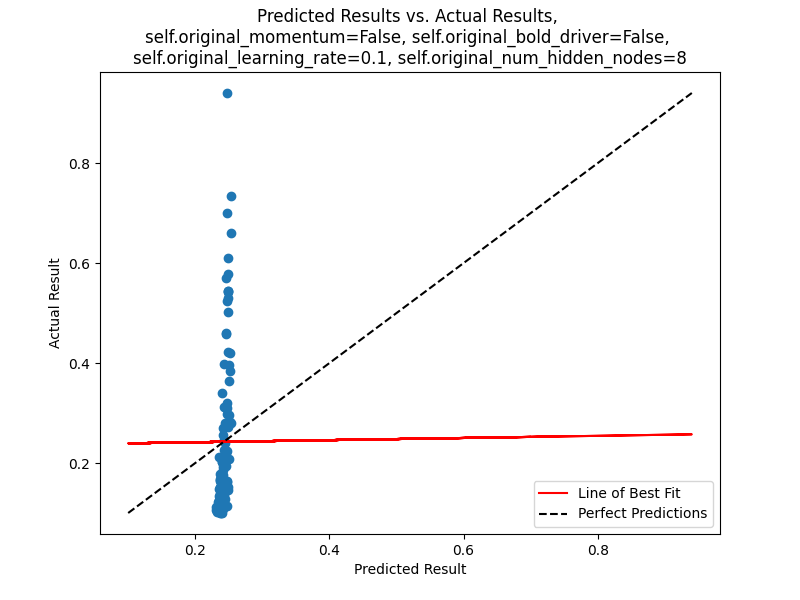 Predicted Results vs. Actual Results,
self.original_momentum=False, self.original_bold_driver=False,
self.original_learning_rate=0.1, self.original_num_hidden_nodes=8
Actual Result
0.8
0.6
0.4
0.2
Line of Best Fit
Perfect Predictions
0.2 0.4 0.6 0.8
Predicted Result